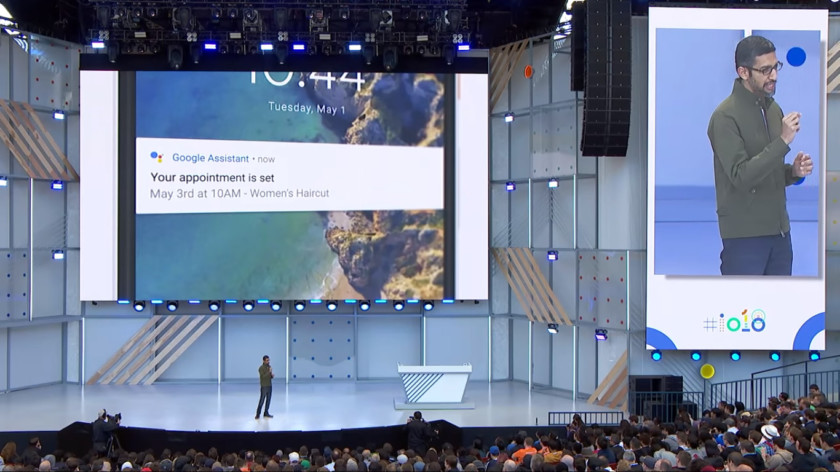 10:44
Tuesday, May 1
Google Assistant • now
Your appointment is set
May 3rd at 10AM - Women's Haircut
#io18